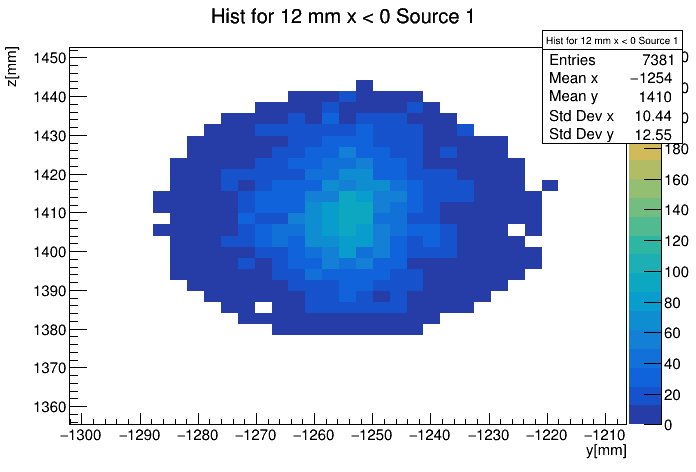 Hist for 12 mm x < 0 Source 1
z[mm]
Hist for 12 mm x < 0 Source 1
Entries 7381
Mean x −1254
Mean y 1410
Std Dev x 10.44
Std Dev y 12.55
1450
1440
1430
1420
1410
1400
1390
1380
1370
1360
180
160
140
120
100
80
60
40
20
0
−1300 −1290 −1280 −1270 −1260 −1250 −1240 −1230 −1220 −1210
y[mm]